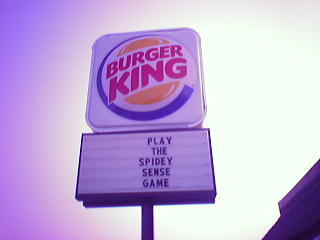 BURGER
KING
PLAY
THE
SPIDEY
SENSE
GAME